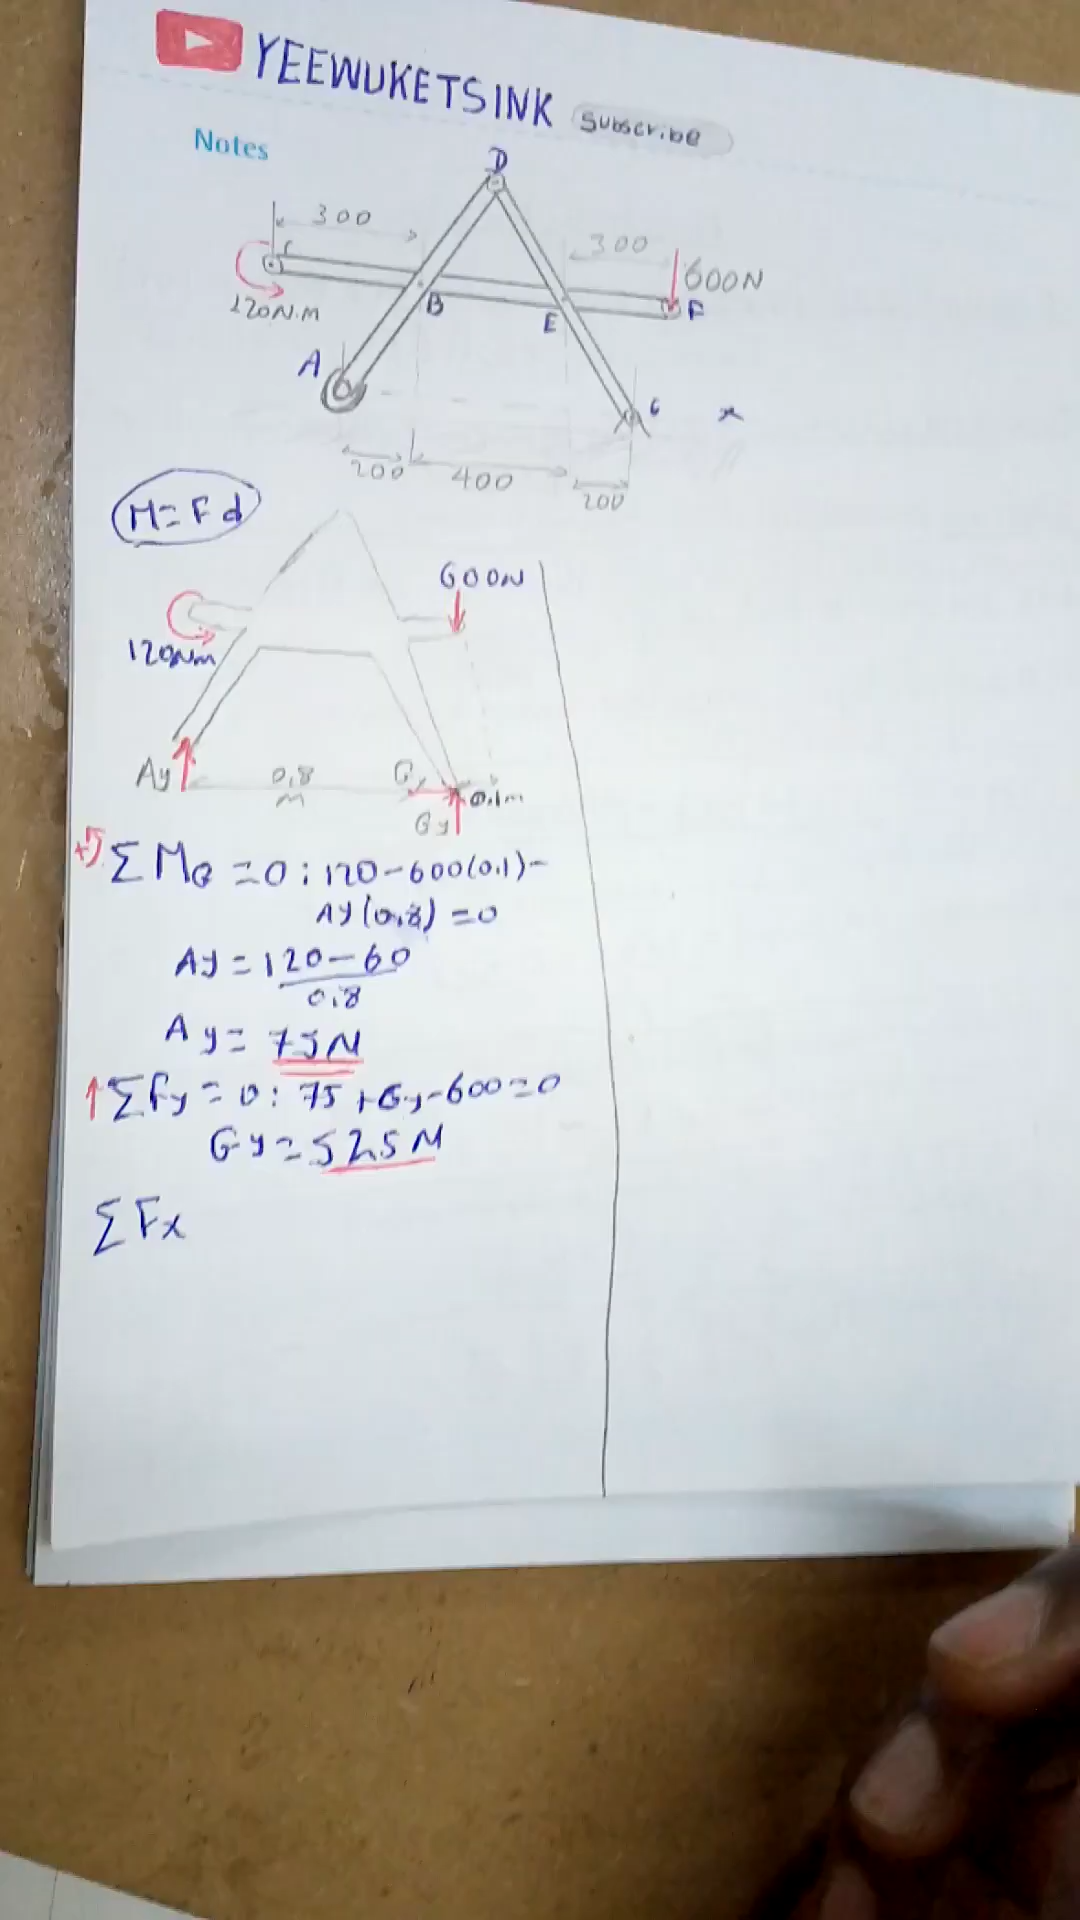 YEEWUKETSINK subscribe
Notes
D
300
300
600N
C
120N.M
B
E
F
A
G
x
200
400
200
M=Fd
600N
120Nm
Ay
0,8
m
G
0.1m
Gy
+ ΣMG=0: 120-600(0.1)-
Ay(0.8)=0
Ay=120-60
0.8
Ay= 75N
↑ΣFy=0: 75+Gy-600=0
Gy=525N
ΣFx